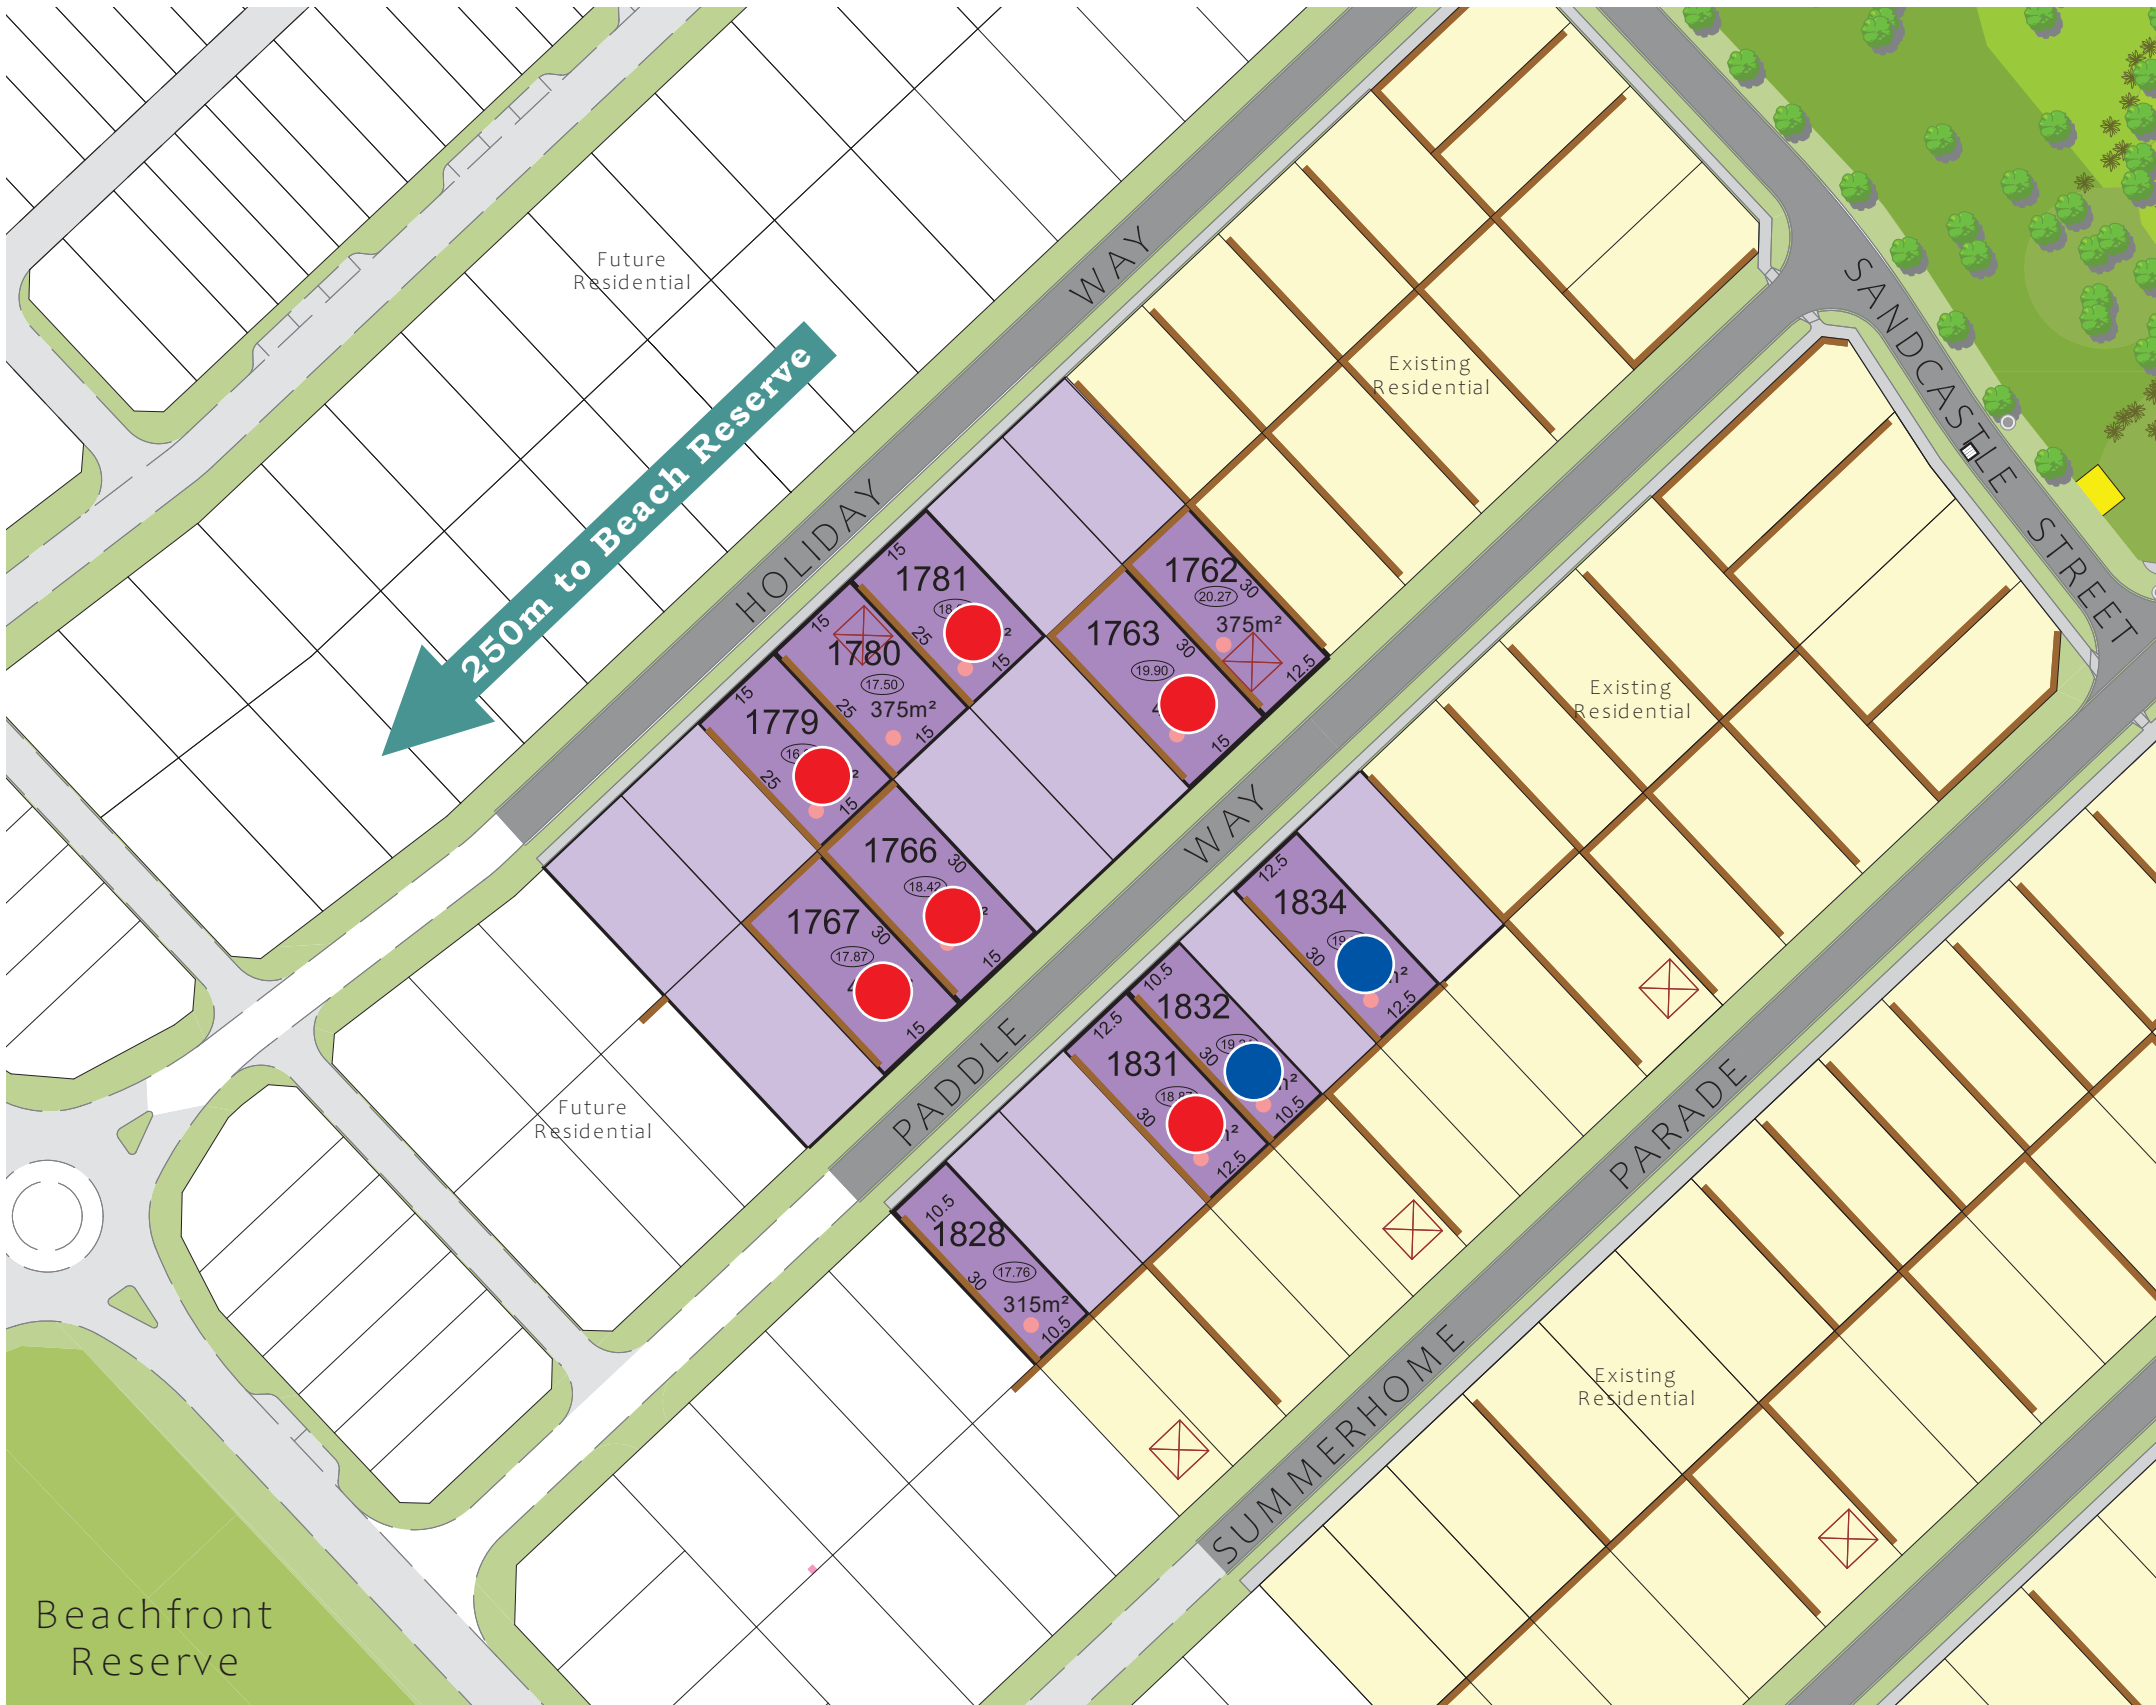 Future
Residential
250m to Beach Reserve
HOLIDAY WAY
SANDCASTLE STREET
Existing
Residential
15
1781
25
15
15
1780
17.50
25
375m²
15
15
1779
25
15
1762
20.27
30
375m²
12.5
1763
19.90
30
15
1766
18.42
30
15
1767
17.87
30
15
PADDLE WAY
Existing
Residential
12.5
1834
30
12.5
10.5
1832
30
10.5
12.5
1831
30
12.5
10.5
1828
17.76
30
315m²
10.5
Future
Residential
SUMMERHOME PARADE
Existing
Residential
Beachfront
Reserve